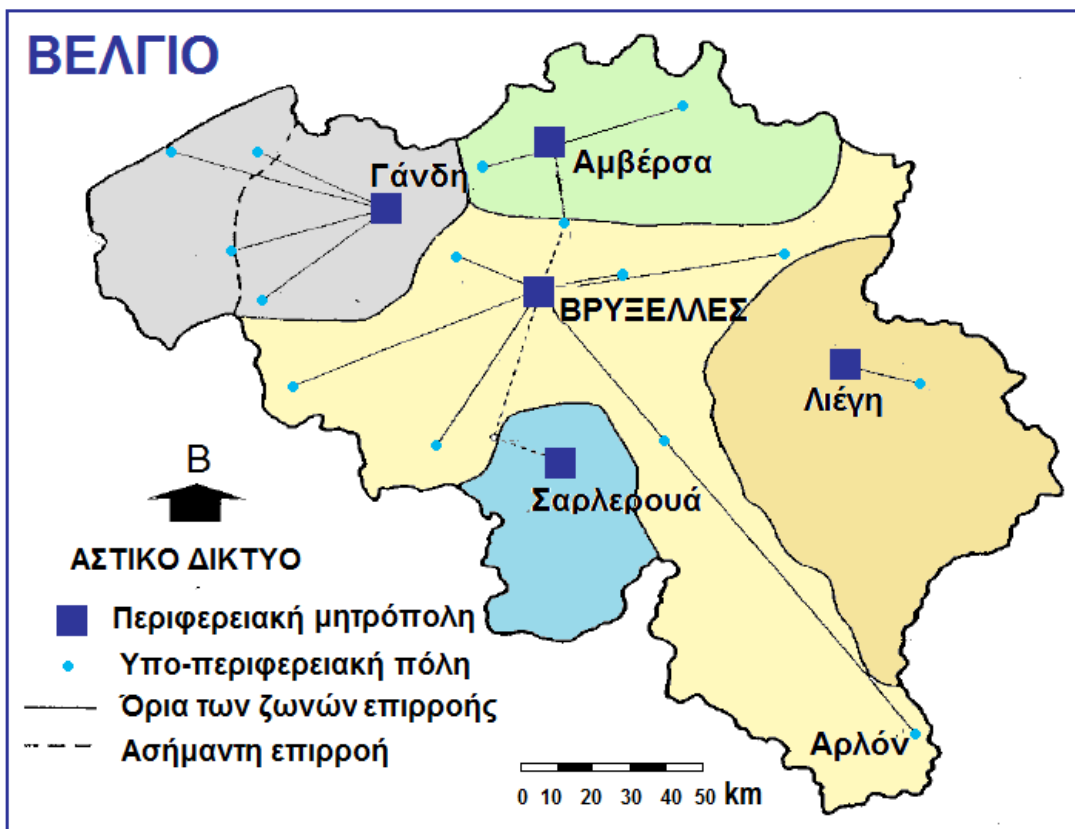 ΒΕΛΓΙΟ
Γάνδη
Αμβέρσα
ΒΡΥΞΕΛΛΕΣ
Λιέγη
Σαρλερουά
Β
ΑΣΤΙΚΟ ΔΙΚΤΥΟ
Περιφερειακή μητρόπολη
Υπο-περιφερειακή πόλη
Όρια των ζωνών επιρροής
Ασήμαντη επιρροή
Αρλόν
0 10 20 30 40 50 km